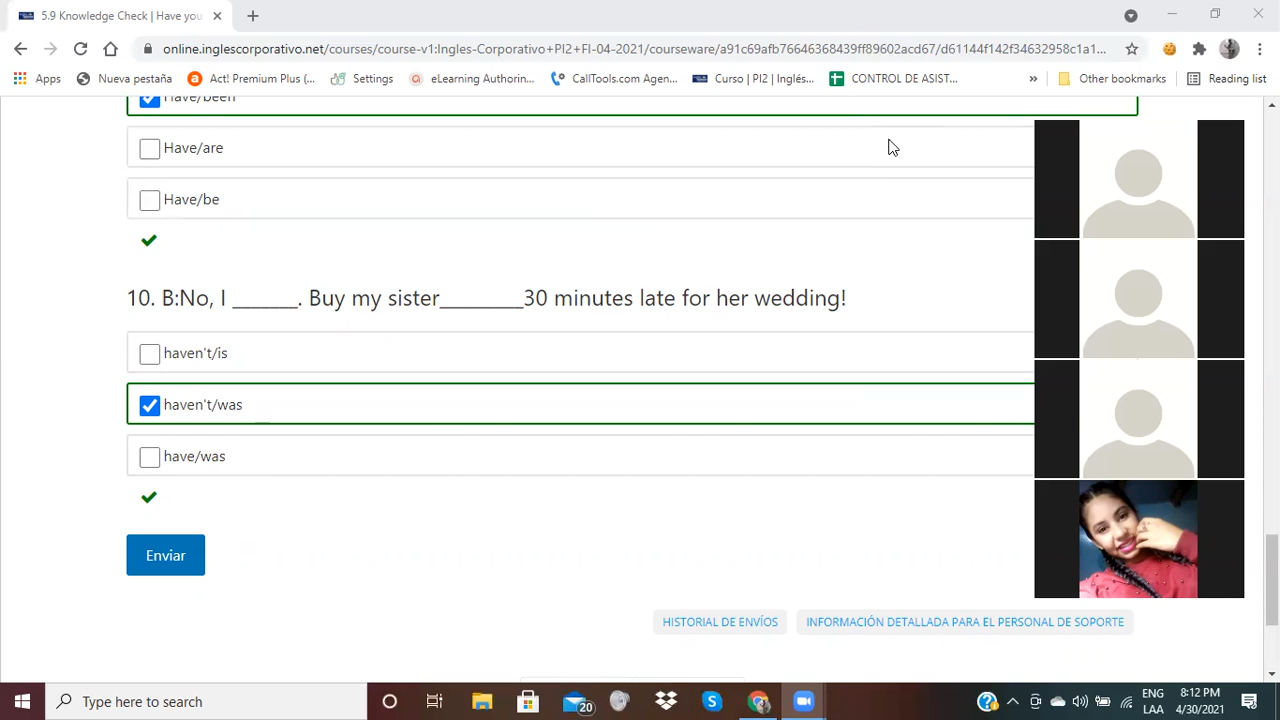 5.9 Knowledge Check | Have you
online.inglescorporativo.net/courses/course-v1:Ingles-Corporativo+PI2+FI-04-2021/courseware/a91c69afb76646368439ff89602acd67/d61144f142f34632958c1a1...
Apps Nueva pestaña Act! Premium Plus (... Settings eLearning Authorin... CallTools.com Agen... Curso | PI2 | Inglés... CONTROL DE ASIST... » Other bookmarks Reading list
Have/been
Have/are
Have/be
10. B:No, I _______. Buy my sister_________30 minutes late for her wedding!
haven't/is
haven't/was
have/was
Enviar
HISTORIAL DE ENVÍOS INFORMACIÓN DETALLADA PARA EL PERSONAL DE SOPORTE
Type here to search 20 ENG 8:12 PM
LAA 4/30/2021